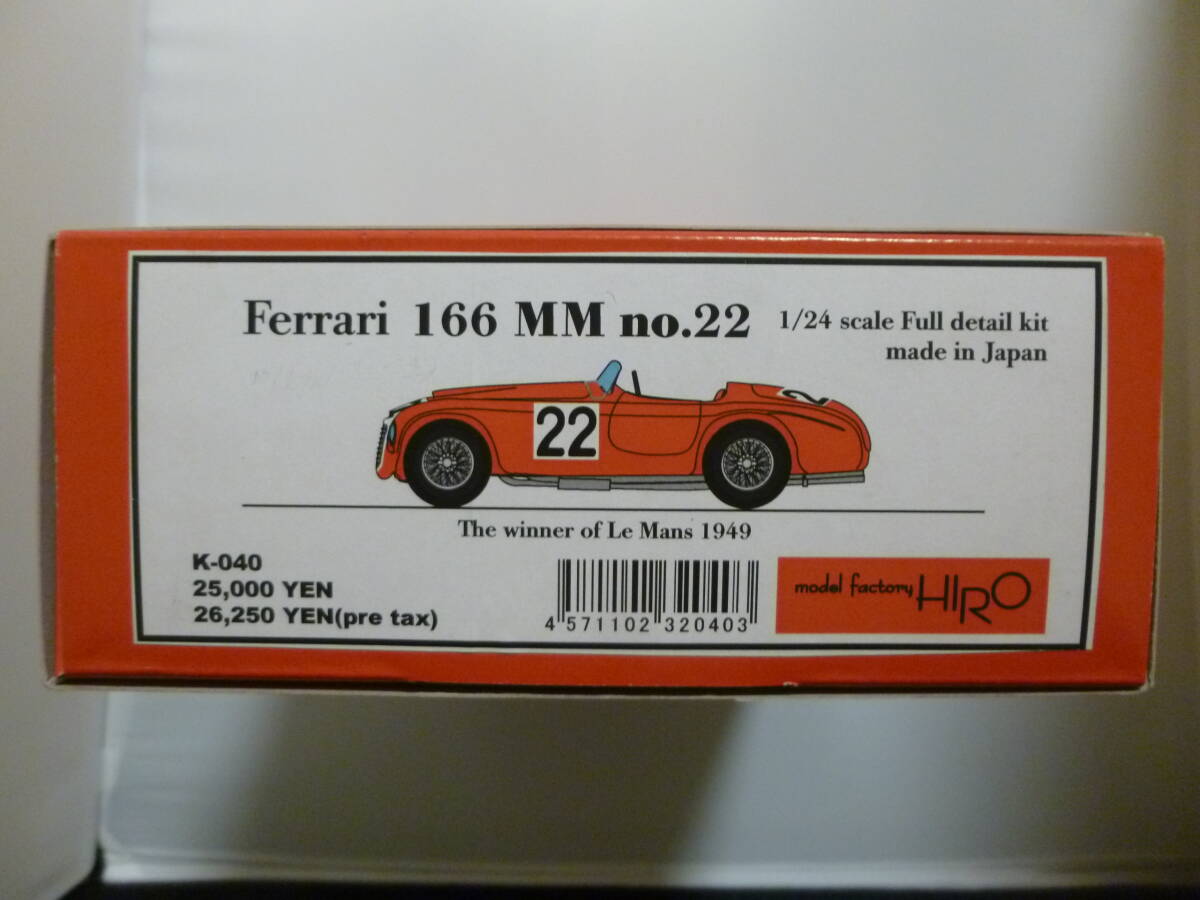 Ferrari 166 MM no.22
1/24 scale Full detail kit
made in Japan
22
2
The winner of Le Mans 1949
K-040
25,000 YEN
26,250 YEN(pre tax)
4 571102 320403
model factory HIRO